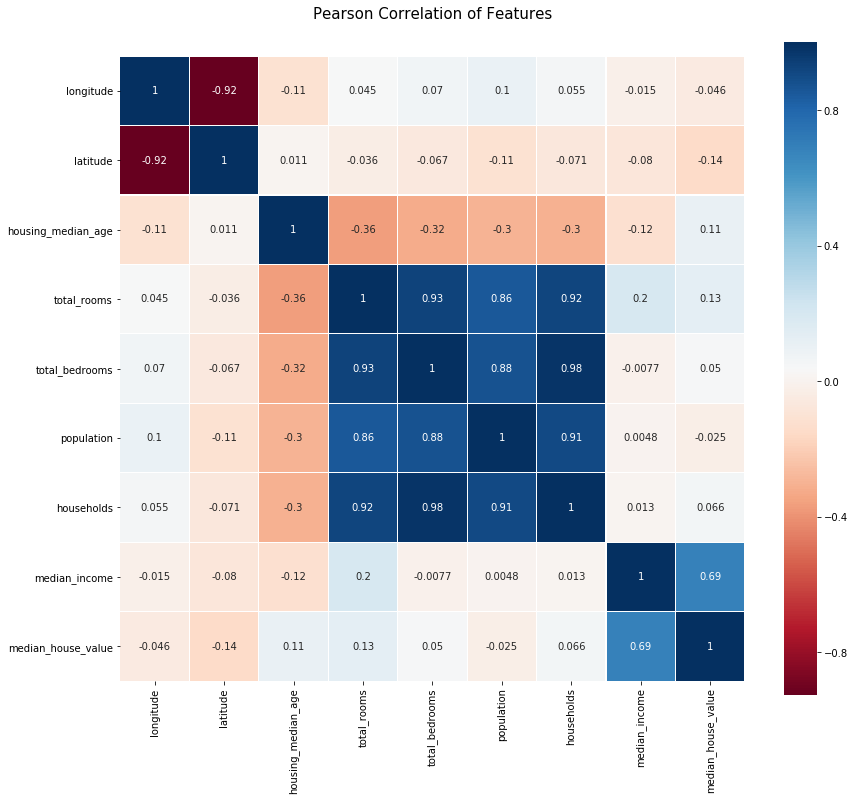 Pearson Correlation of Features
longitude 1 -0.92 -0.11 0.045 0.07 0.1 0.055 -0.015 -0.046
latitude -0.92 1 0.011 -0.036 -0.067 -0.11 -0.071 -0.08 -0.14
housing_median_age -0.11 0.011 1 -0.36 -0.32 -0.3 -0.3 -0.12 0.11
total_rooms 0.045 -0.036 -0.36 1 0.93 0.86 0.92 0.2 0.13
total_bedrooms 0.07 -0.067 -0.32 0.93 1 0.88 0.98 -0.0077 0.05
population 0.1 -0.11 -0.3 0.86 0.88 1 0.91 0.0048 -0.025
households 0.055 -0.071 -0.3 0.92 0.98 0.91 1 0.013 0.066
median_income -0.015 -0.08 -0.12 0.2 -0.0077 0.0048 0.013 1 0.69
median_house_value -0.046 -0.14 0.11 0.13 0.05 -0.025 0.066 0.69 1
longitude
latitude
housing_median_age
total_rooms
total_bedrooms
population
households
median_income
median_house_value
0.8
0.4
0.0
−0.4
−0.8